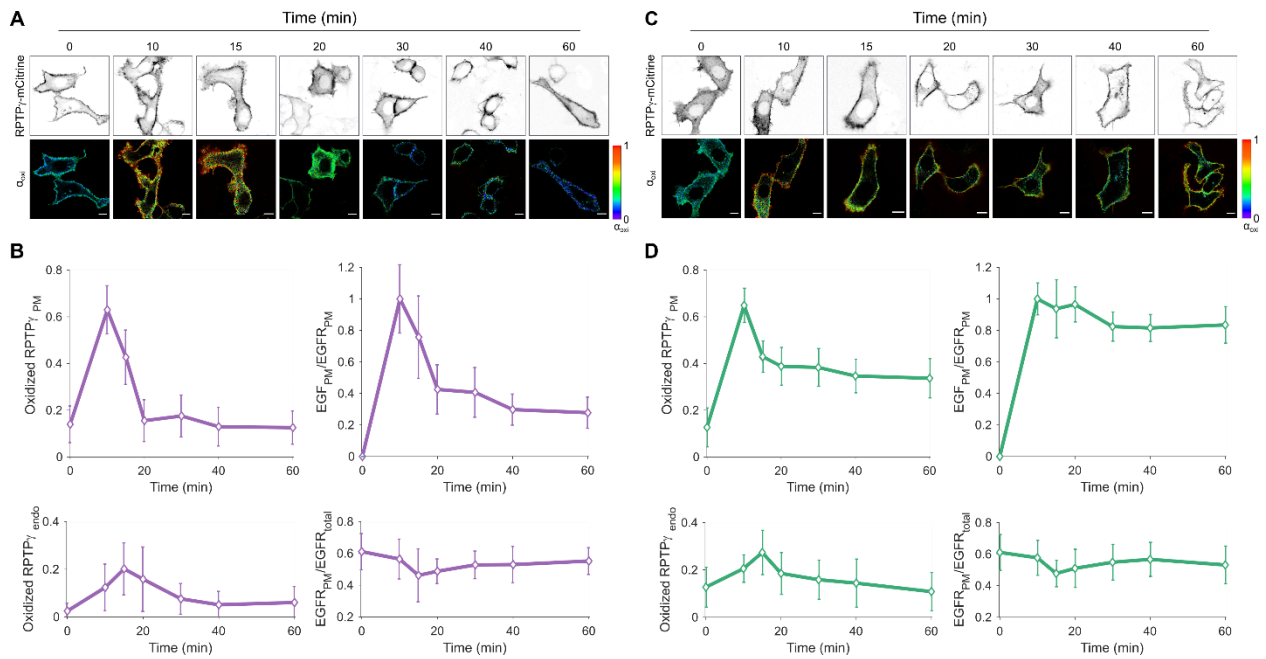 A
Time (min)
0 10 15 20 30 40 60
RPTPγ-mCitrine
αoxi
1
0
αoxi
C
Time (min)
0 10 15 20 30 40 60
RPTPγ-mCitrine
αoxi
1
0
αoxi
B
Oxidized RPTPγ PM
0.8
0.6
0.4
0.2
0
0 20 40 60
Time (min)
EGFPM/EGFRPM
1.2
1
0.8
0.6
0.4
0.2
0
0 20 40 60
Time (min)
Oxidized RPTPγ endo
0.4
0.2
0
0 20 40 60
Time (min)
EGFRPM/EGFRtotal
0.8
0.6
0.4
0.2
0
0 20 40 60
Time (min)
D
Oxidized RPTPγ PM
0.8
0.6
0.4
0.2
0
0 20 40 60
Time (min)
EGFPM/EGFRPM
1.2
1
0.8
0.6
0.4
0.2
0
0 20 40 60
Time (min)
Oxidized RPTPγ endo
0.4
0.2
0
0 20 40 60
Time (min)
EGFRPM/EGFRtotal
0.8
0.6
0.4
0.2
0
0 20 40 60
Time (min)